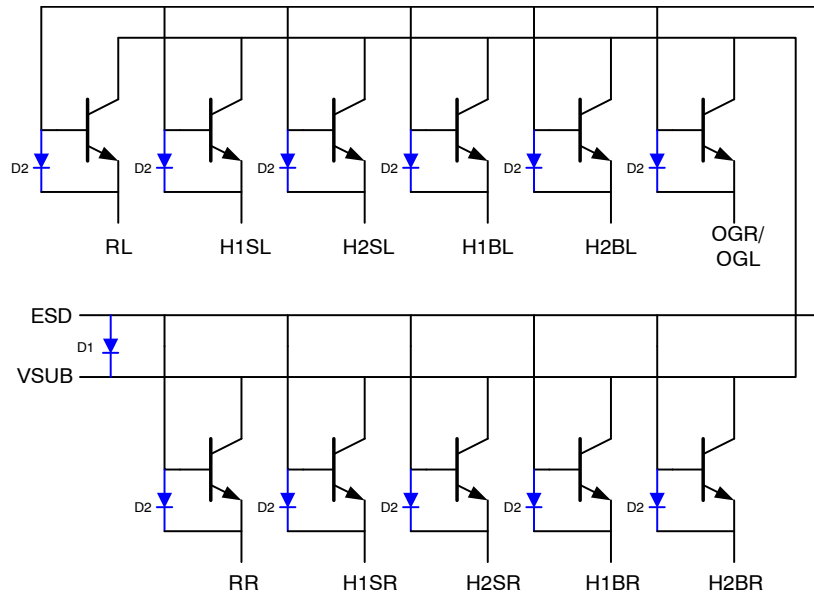 D2 D2 D2 D2 D2 D2
RL H1SL H2SL H1BL H2BL OGR/
OGL
ESD
D1
VSUB
D2 D2 D2 D2 D2
RR H1SR H2SR H1BR H2BR